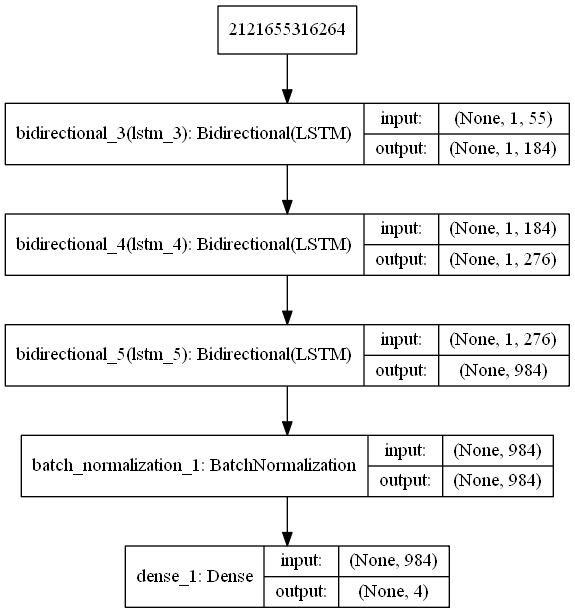 2121655316264
bidirectional_3(lstm_3): Bidirectional(LSTM)
input:
(None, 1, 55)
output:
(None, 1, 184)
bidirectional_4(lstm_4): Bidirectional(LSTM)
input:
(None, 1, 184)
output:
(None, 1, 276)
bidirectional_5(lstm_5): Bidirectional(LSTM)
input:
(None, 1, 276)
output:
(None, 984)
batch_normalization_1: BatchNormalization
input:
(None, 984)
output:
(None, 984)
dense_1: Dense
input:
(None, 984)
output:
(None, 4)